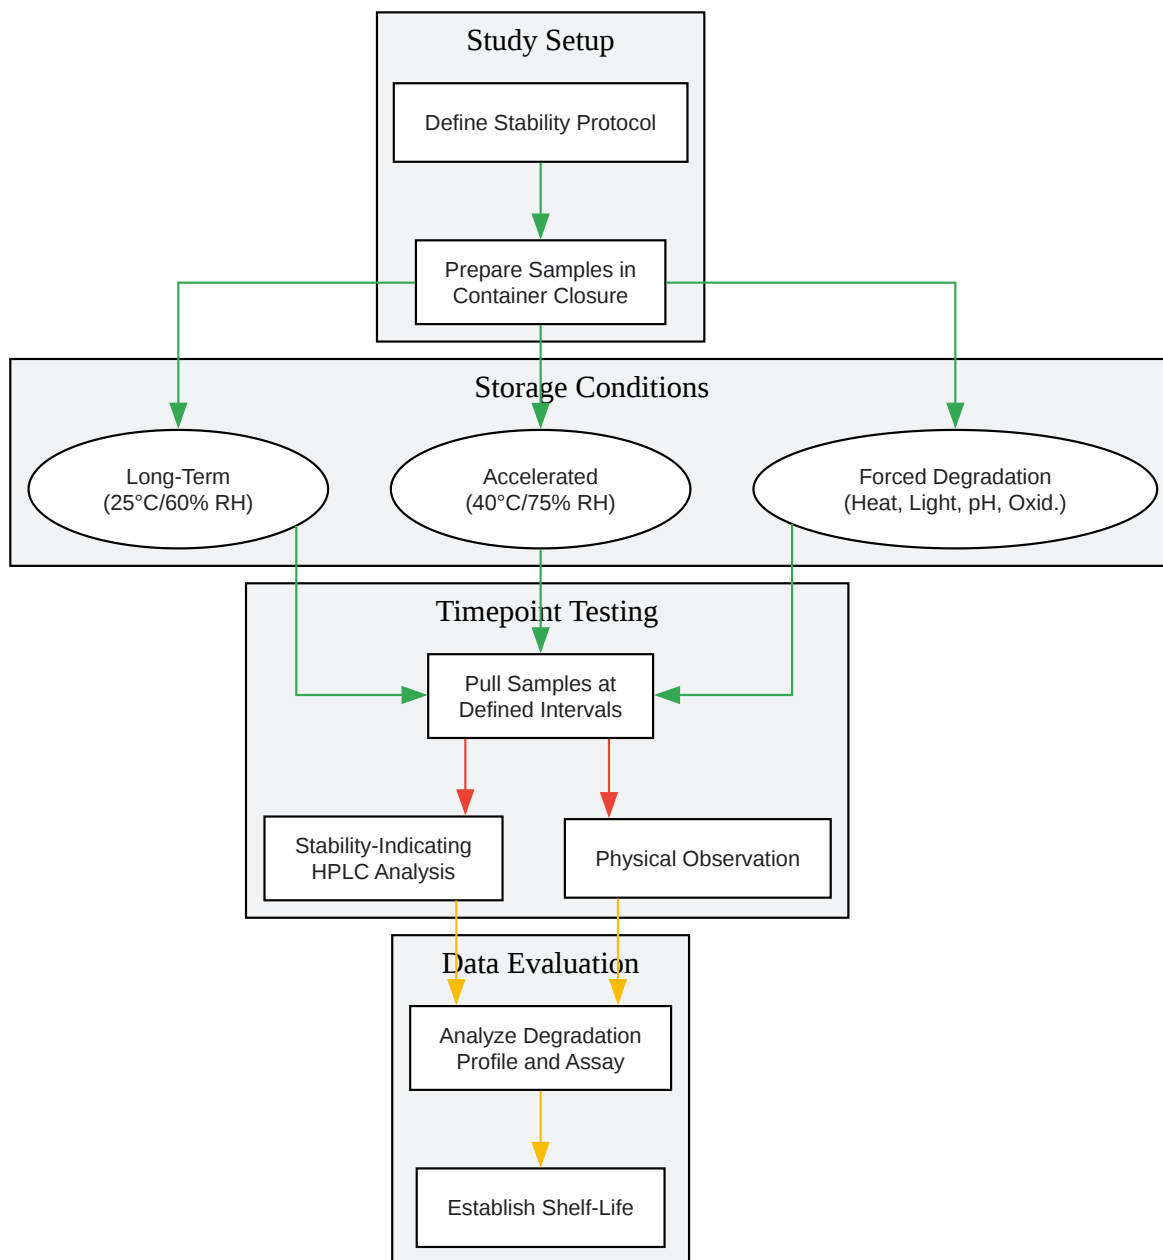 Study Setup
Define Stability Protocol
Prepare Samples in
Container Closure
Storage Conditions
Long-Term
(25°C/60% RH)
Accelerated
(40°C/75% RH)
Forced Degradation
(Heat, Light, pH, Oxid.)
Timepoint Testing
Pull Samples at
Defined Intervals
Stability-Indicating
HPLC Analysis
Physical Observation
Data Evaluation
Analyze Degradation
Profile and Assay
Establish Shelf-Life